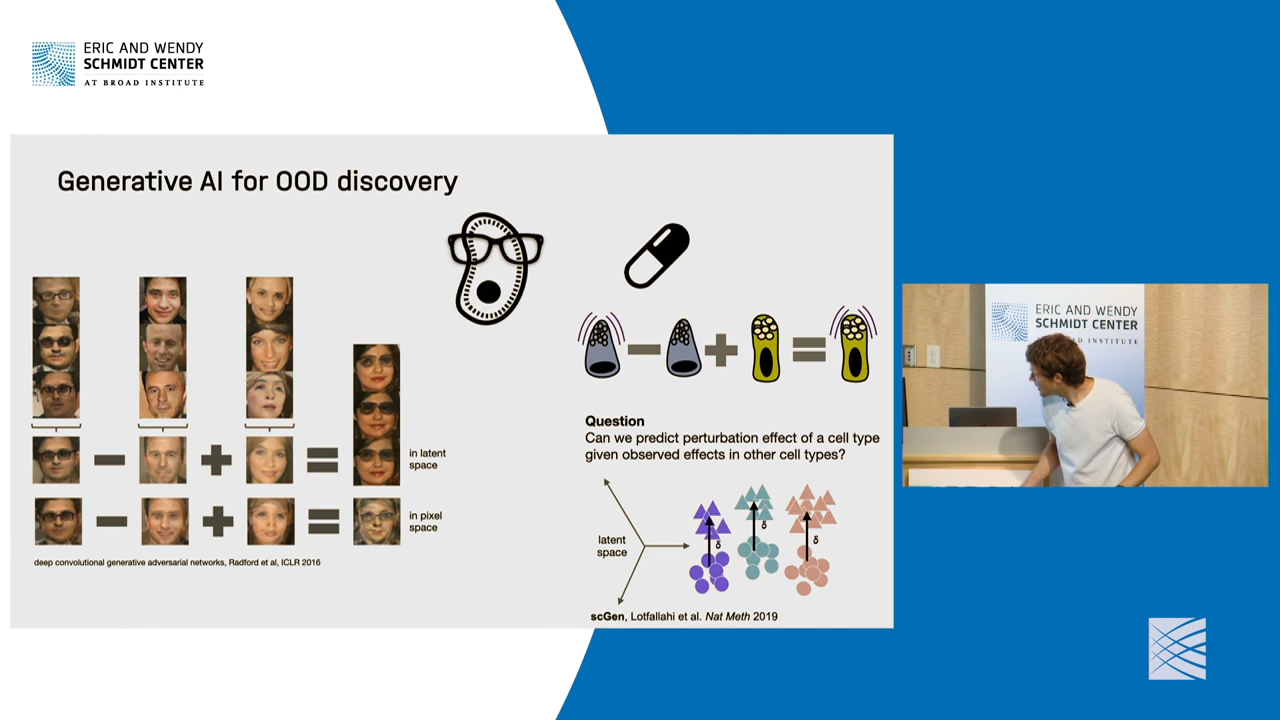 ERIC AND WENDY
SCHMIDT CENTER
AT BROAD INSTITUTE
Generative AI for OOD discovery
in latent
space
in pixel
space
deep convolutional generative adversarial networks, Radford et al, ICLR 2016
Question
Can we predict perturbation effect of a cell type
given observed effects in other cell types?
latent
space
δ
δ
δ
scGen, Lotfallahi et al. Nat Meth 2019
ERIC AND WENDY
SCHMIDT CENTER
AT BROAD INSTITUTE